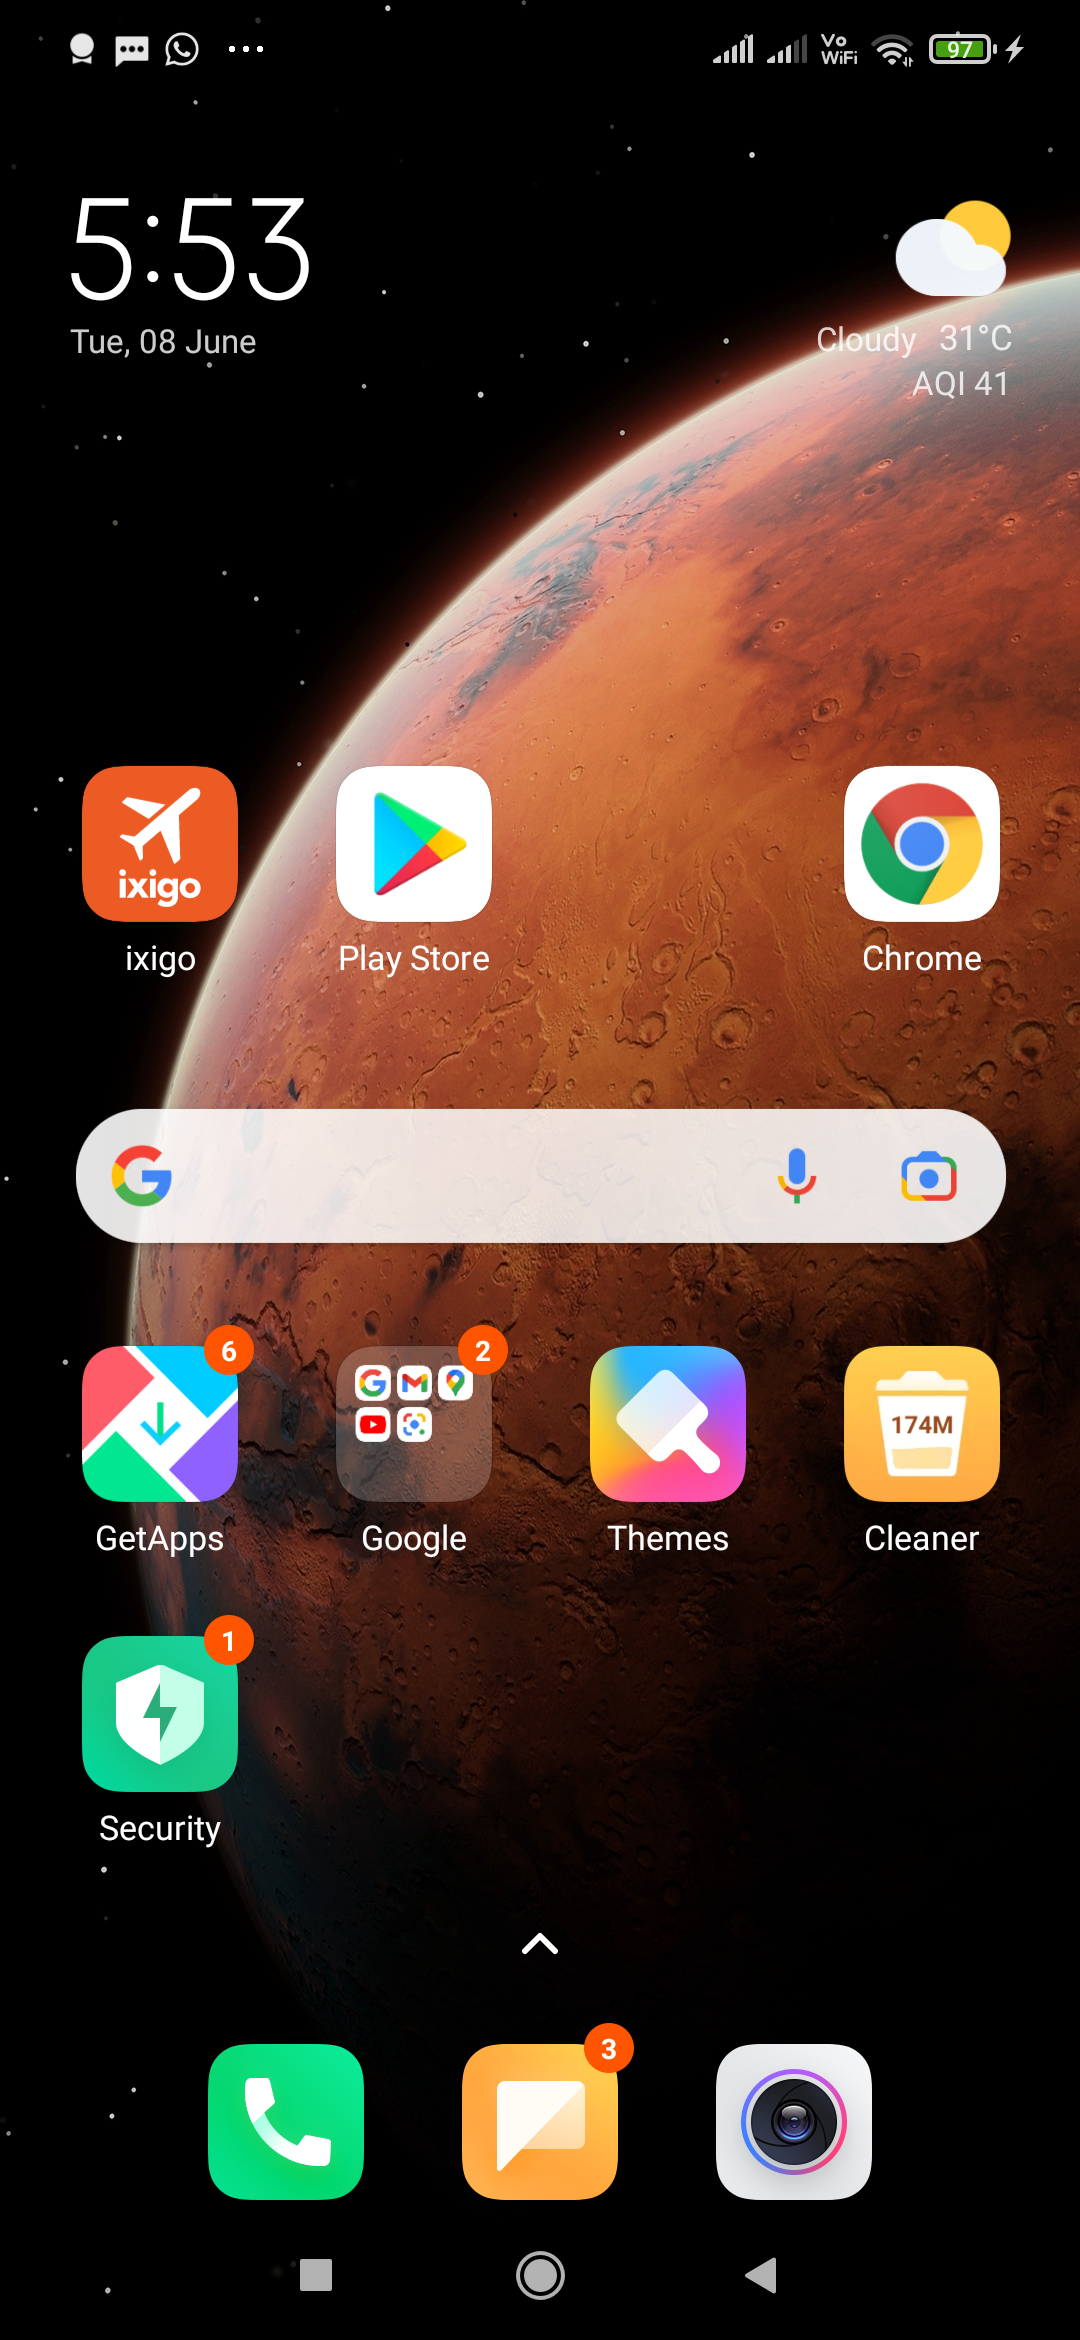 Vo
WiFi
97
5:53
Tue, 08 June
Cloudy 31°C
AQI 41
ixigo
ixigo
Play Store
Chrome
6
2
174M
GetApps
Google
Themes
Cleaner
1
Security
3